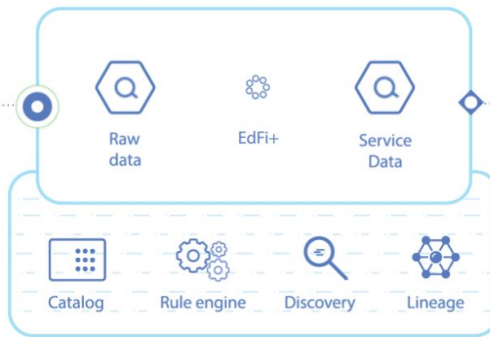 Raw
data
EdFi+
Service
Data
Catalog
Rule engine
Discovery
Lineage